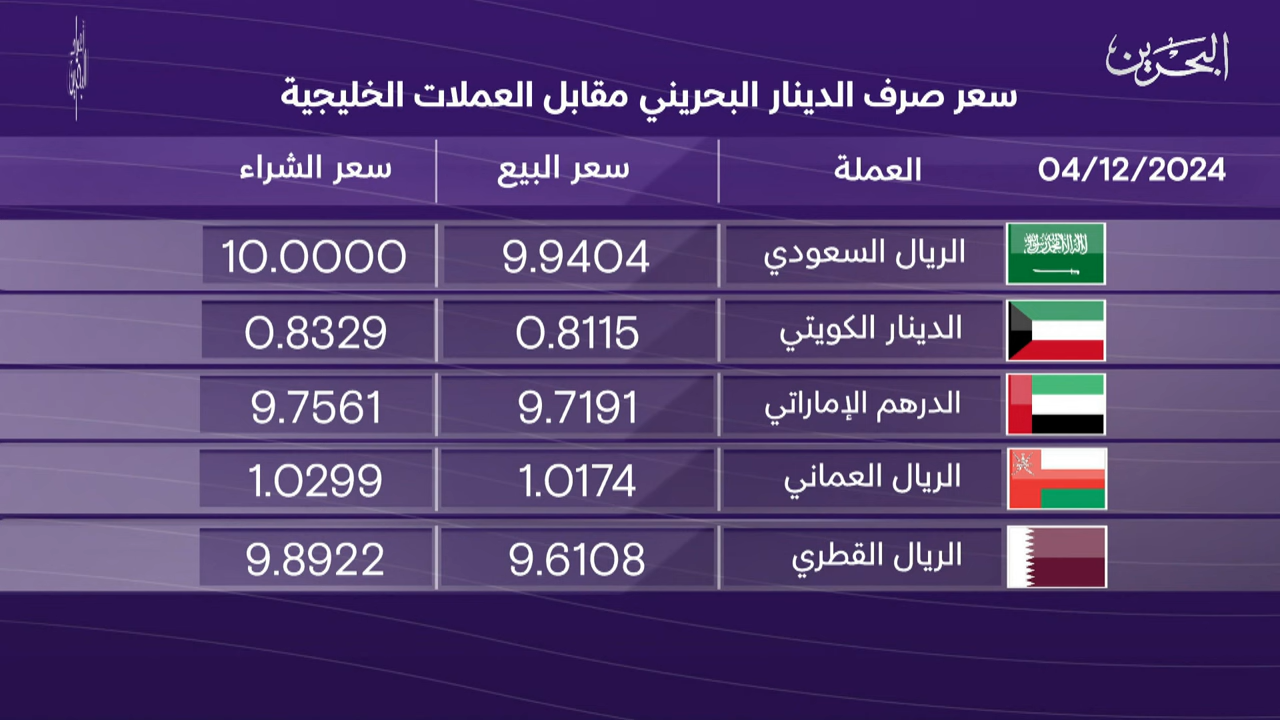 البحرين
سعر صرف الدينار البحريني مقابل العملات الخليجية
04/12/2024 العملة سعر البيع سعر الشراء
الريال السعودي 9.9404 10.0000
الدينار الكويتي 0.8115 0.8329
الدرهم الإماراتي 9.7191 9.7561
الريال العماني 1.0174 1.0299
الريال القطري 9.6108 9.8922